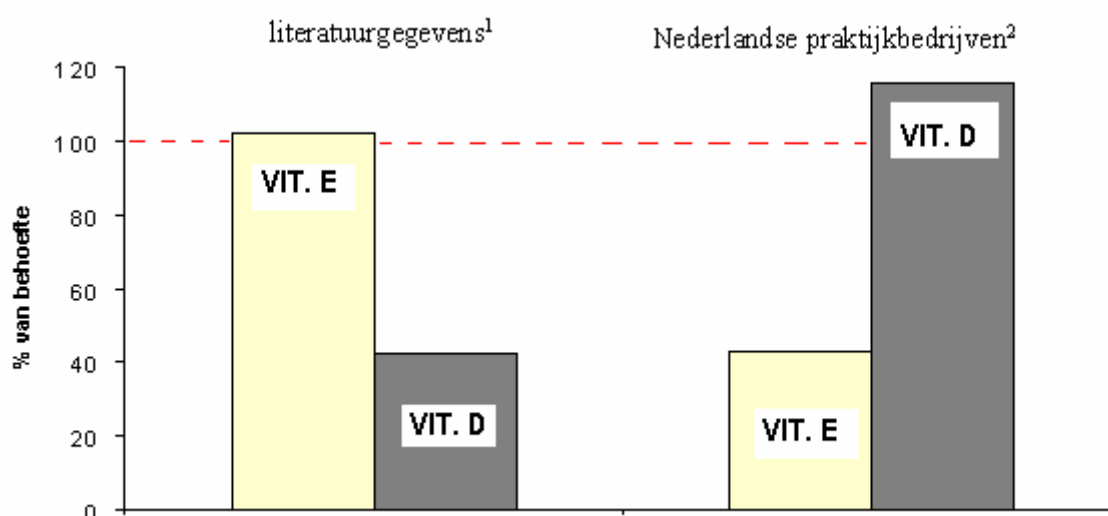 literatuurgegevens¹ Nederlandse praktijkbedrijven²
120
100
80
60
40
20
0
% van behoefte
VIT. E
VIT. D
VIT. E
VIT. D